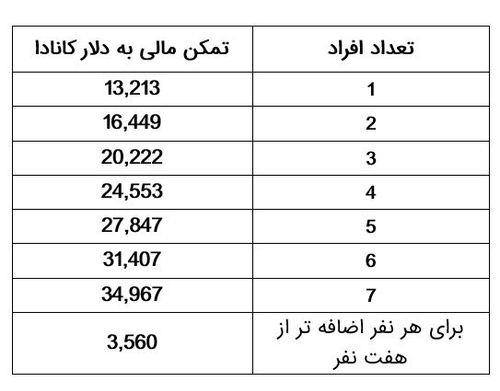 تعداد افراد	تمکن مالی به دلار کانادا
1	13,213
2	16,449
3	20,222
4	24,553
5	27,847
6	31,407
7	34,967
برای هر نفر اضافه تر از	3,560
هفت نفر